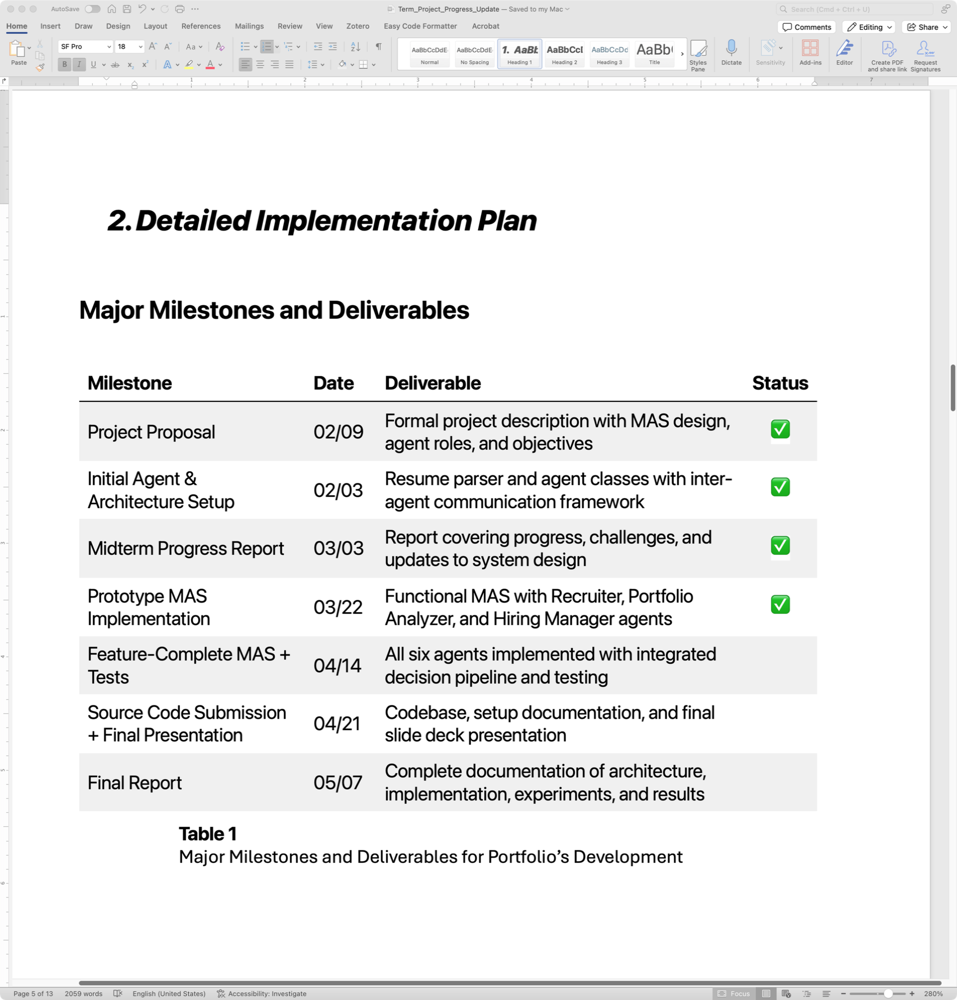 AutoSave
Term_Project_Progress_Update — Saved to my Mac
Search (Cmd + Ctrl + U)
Home Insert Draw Design Layout References Mailings Review View Zotero Easy Code Formatter Acrobat
Comments Editing Share
Paste
SF Pro 18
AaBbCcDdE Normal
AaBbCcDdE No Spacing
1. AaBb Heading 1
AaBbCcI Heading 2
AaBbCcDd Heading 3
AaBb( Title
Styles Pane
Dictate
Sensitivity
Add-ins
Editor
Create PDF and share link
Request Signatures
1 2 3 4 5 6 7
2. Detailed Implementation Plan
Major Milestones and Deliverables
Milestone Date Deliverable Status
Project Proposal 02/09 Formal project description with MAS design,
agent roles, and objectives
Initial Agent &
Architecture Setup 02/03 Resume parser and agent classes with inter-
agent communication framework
Midterm Progress Report 03/03 Report covering progress, challenges, and
updates to system design
Prototype MAS
Implementation 03/22 Functional MAS with Recruiter, Portfolio
Analyzer, and Hiring Manager agents
Feature-Complete MAS +
Tests 04/14 All six agents implemented with integrated
decision pipeline and testing
Source Code Submission
+ Final Presentation 04/21 Codebase, setup documentation, and final
slide deck presentation
Final Report 05/07 Complete documentation of architecture,
implementation, experiments, and results
Table 1
Major Milestones and Deliverables for Portfolio’s Development
Page 5 of 13 2059 words English (United States) Accessibility: Investigate Focus 280%